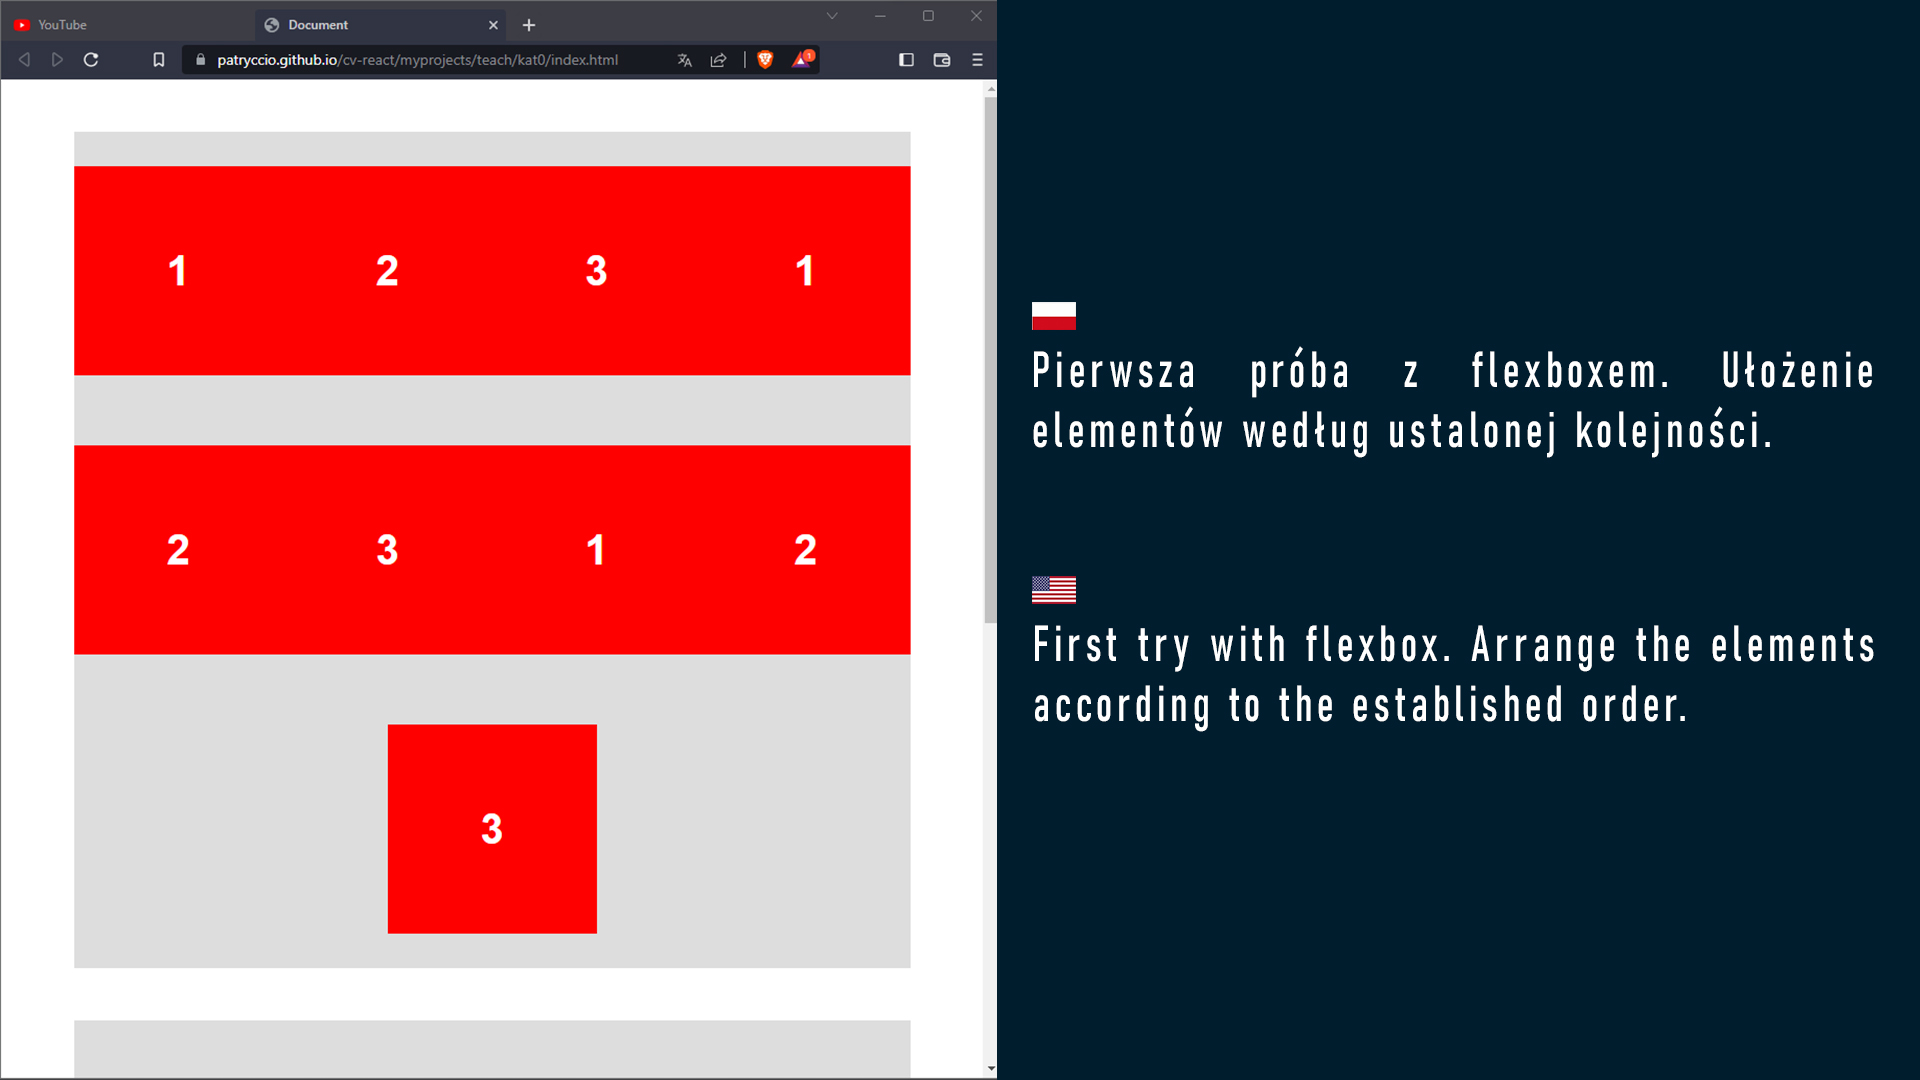 YouTube
Document
patryccio.github.io/cv-react/myprojects/teach/kat0/index.html
1
1 2 3 1
2 3 1 2
3
Pierwsza próba z flexboxem. Ułożenie
elementów według ustalonej kolejności.
First try with flexbox. Arrange the elements
according to the established order.